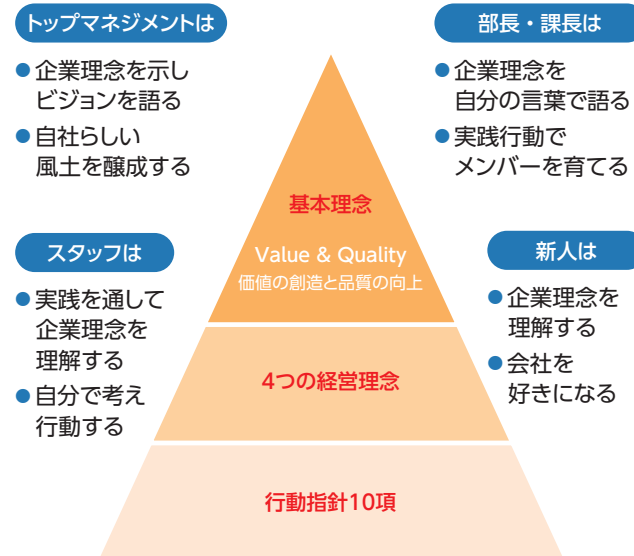 トップマネジメントは
● 企業理念を示し
ビジョンを語る
● 自社らしい
風土を醸成する
部長・課長は
● 企業理念を
自分の言葉で語る
● 実践行動で
メンバーを育てる
基本理念
Value & Quality
価値の創造と品質の向上
スタッフは
● 実践を通して
企業理念を
理解する
● 自分で考え
行動する
新人は
● 企業理念を
理解する
● 会社を
好きになる
4つの経営理念
行動指針10項